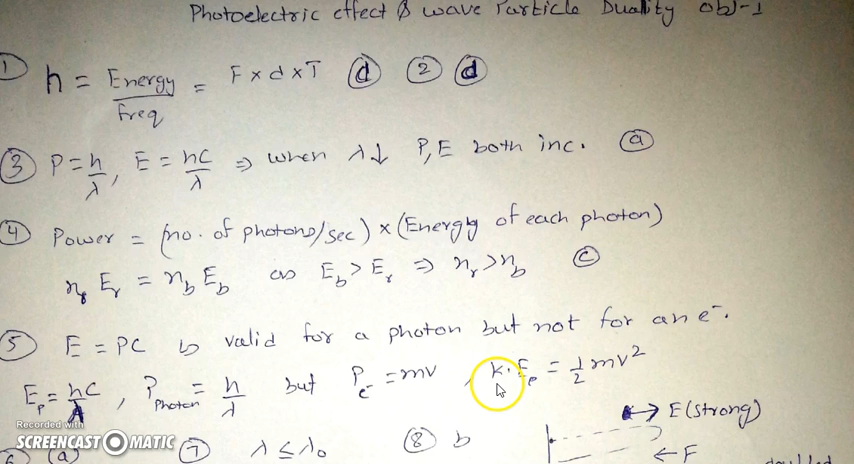 Photoelectric effect & wave Particle Duality obj-1
① h = Energy/Freq = F x d x T ⓓ ② ⓓ
③ P = h/λ, E = hc/λ ⇒ when λ↓ P, E both inc. ⓐ
④ Power = (no. of photons/sec) x (Energy of each photon)
n_r E_r = n_b E_b as E_b > E_r ⇒ n_r > n_b ⓒ
⑤ E = PC is valid for a photon but not for an e⁻.
E_p = hc/λ, P_Photon = h/λ but P_e⁻ = mv, K.E_e = ½mv²
↔ E(strong)
Recorded with
SCREENCAST O MATIC
⑥ ⓐ ⑦ λ ≤ λ₀ ⑧ b
← F